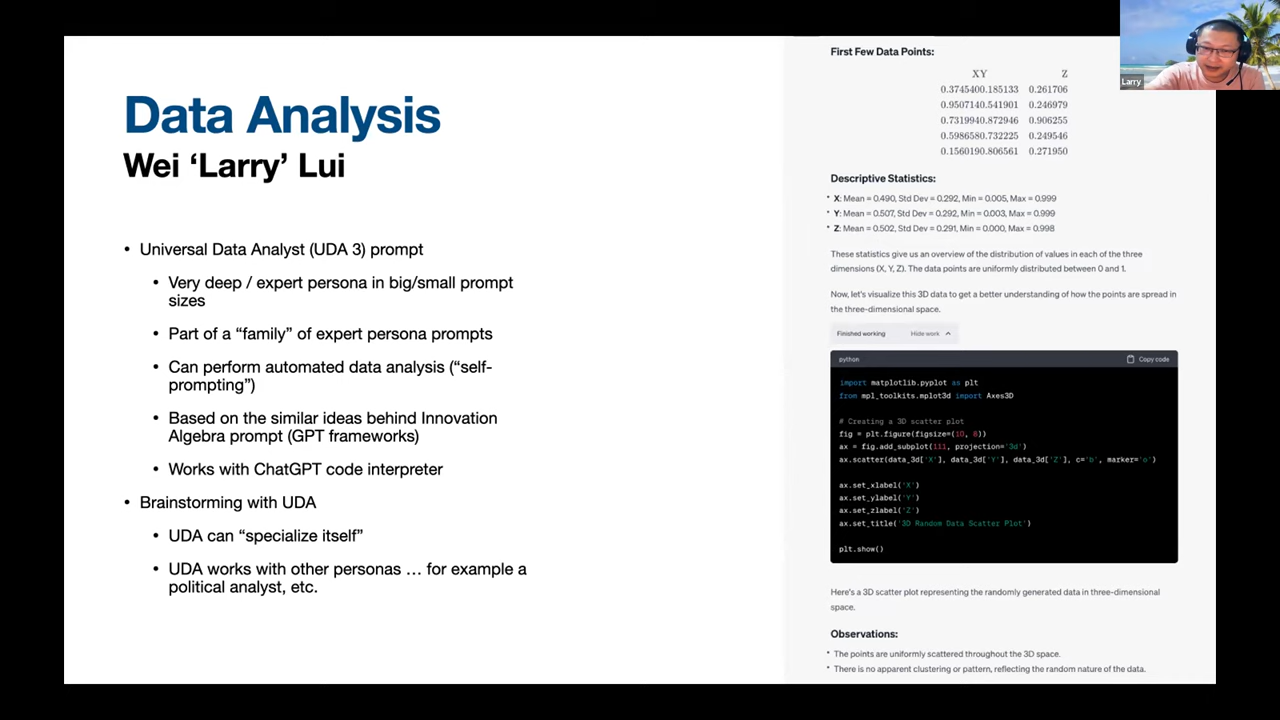 Data Analysis
Wei ‘Larry’ Lui
• Universal Data Analyst (UDA 3) prompt
• Very deep / expert persona in big/small prompt
sizes
• Part of a “family” of expert persona prompts
• Can perform automated data analysis (“self-
prompting”)
• Based on the similar ideas behind Innovation
Algebra prompt (GPT frameworks)
• Works with ChatGPT code interpreter
• Brainstorming with UDA
• UDA can “specialize itself”
• UDA works with other personas … for example a
political analyst, etc.
First Few Data Points:
XY Z
0.3745400.185133 0.261706
0.9507140.541901 0.246979
0.7319940.872946 0.906255
0.5986580.732225 0.249546
0.1560190.806561 0.271950
Descriptive Statistics:
• X: Mean = 0.490, Std Dev = 0.292, Min = 0.005, Max = 0.999
• Y: Mean = 0.507, Std Dev = 0.292, Min = 0.003, Max = 0.999
• Z: Mean = 0.502, Std Dev = 0.291, Min = 0.000, Max = 0.998
These statistics give us an overview of the distribution of values in each of the three
dimensions (X, Y, Z). The data points are uniformly distributed between 0 and 1.
Now, let's visualize this 3D data to get a better understanding of how the points are spread in
the three-dimensional space.
Finished working Hide work
python Copy code
import matplotlib.pyplot as plt
from mpl_toolkits.mplot3d import Axes3D
# Creating a 3D scatter plot
fig = plt.figure(figsize=(10, 8))
ax = fig.add_subplot(111, projection='3d')
ax.scatter(data_3d['X'], data_3d['Y'], data_3d['Z'], c='b', marker='o')
ax.set_xlabel('X')
ax.set_ylabel('Y')
ax.set_zlabel('Z')
ax.set_title('3D Random Data Scatter Plot')
plt.show()
Here's a 3D scatter plot representing the randomly generated data in three-dimensional
space.
Observations:
• The points are uniformly scattered throughout the 3D space.
• There is no apparent clustering or pattern, reflecting the random nature of the data.
Larry